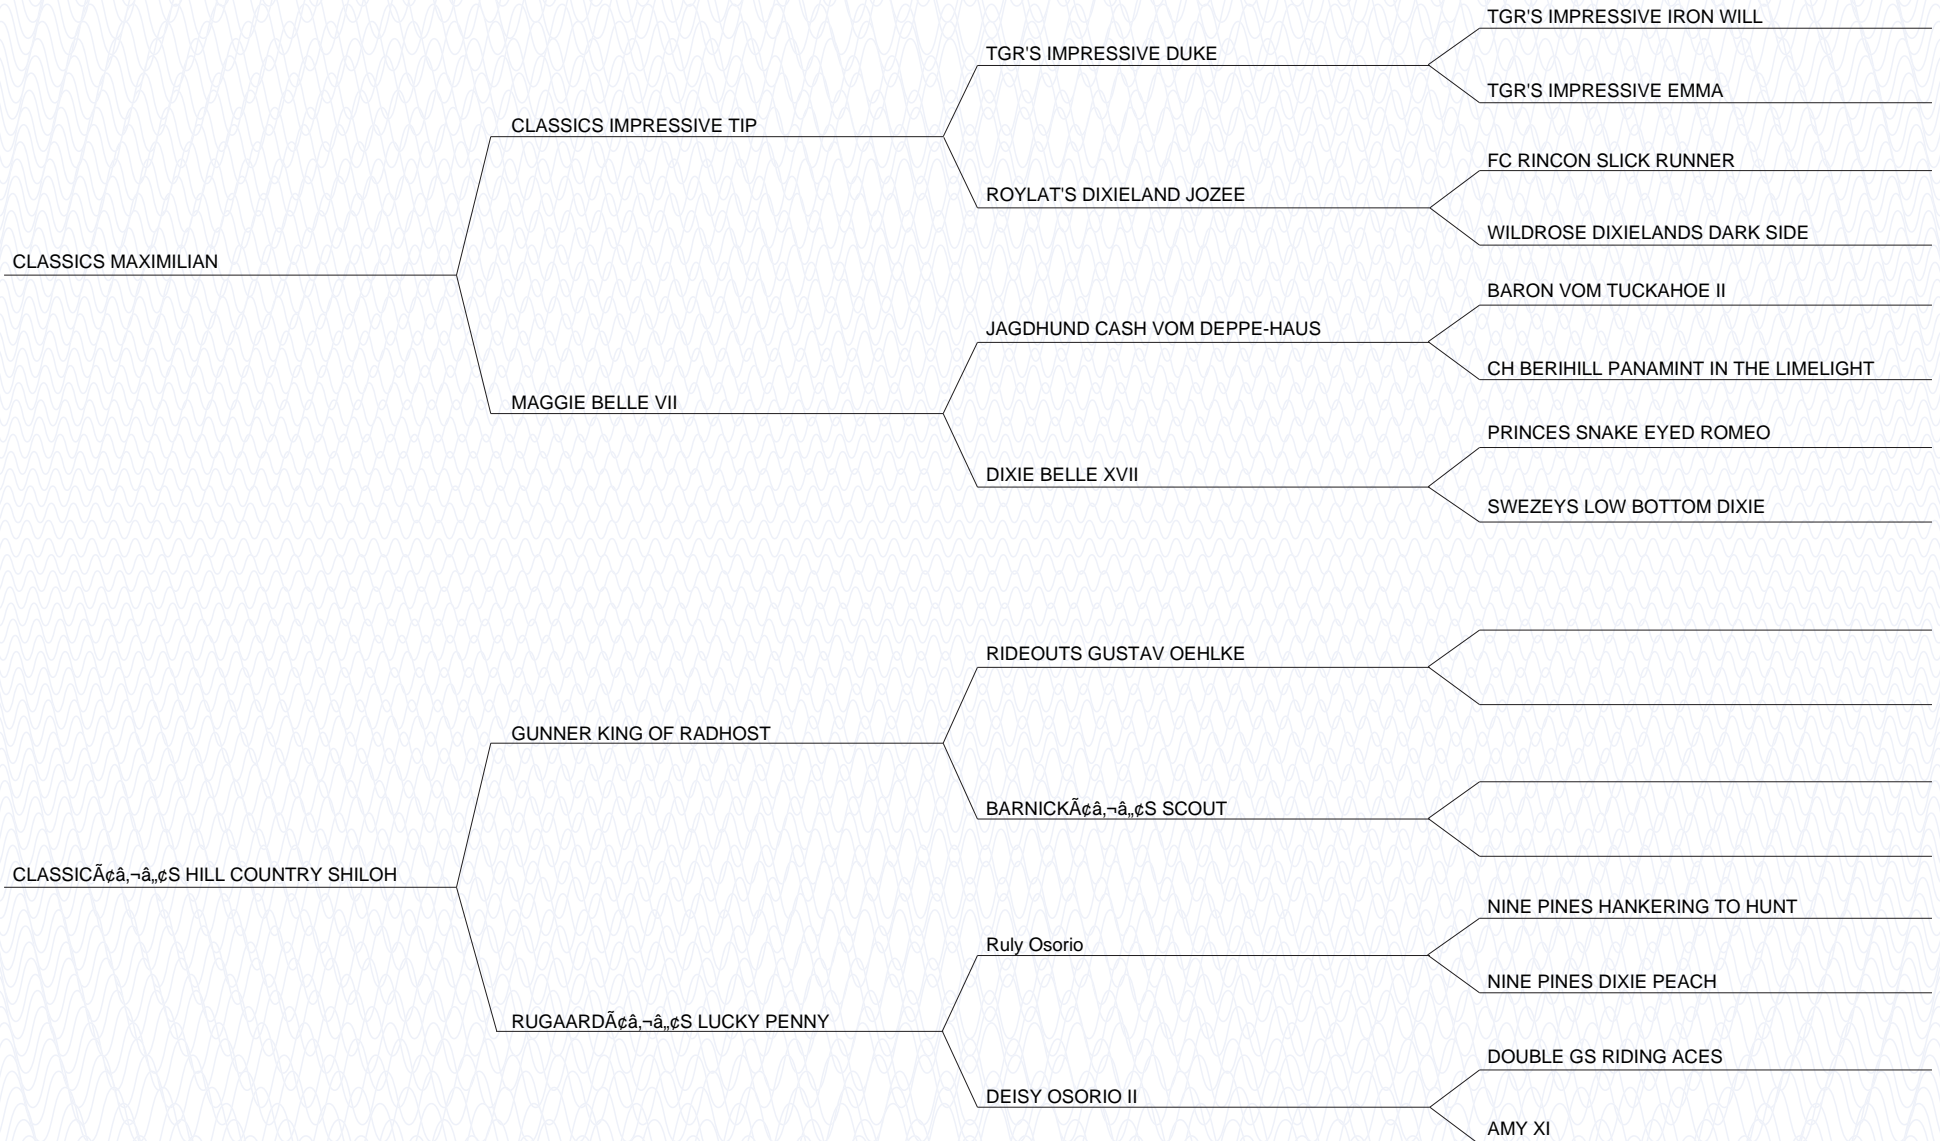 TGR'S IMPRESSIVE IRON WILL
TGR'S IMPRESSIVE DUKE
TGR'S IMPRESSIVE EMMA
CLASSICS IMPRESSIVE TIP
FC RINCON SLICK RUNNER
ROYLAT'S DIXIELAND JOZEE
WILDROSE DIXIELANDS DARK SIDE
CLASSICS MAXIMILIAN
BARON VOM TUCKAHOE II
JAGDHUND CASH VOM DEPPE-HAUS
CH BERIHILL PANAMINT IN THE LIMELIGHT
MAGGIE BELLE VII
PRINCES SNAKE EYED ROMEO
DIXIE BELLE XVII
SWEZEYS LOW BOTTOM DIXIE
RIDEOUTS GUSTAV OEHLKE
GUNNER KING OF RADHOST
BARNICKÃ¢â‚¬â„¢S SCOUT
CLASSICÃ¢â‚¬â„¢S HILL COUNTRY SHILOH
NINE PINES HANKERING TO HUNT
Ruly Osorio
NINE PINES DIXIE PEACH
RUGAARDÃ¢â‚¬â„¢S LUCKY PENNY
DOUBLE GS RIDING ACES
DEISY OSORIO II
AMY XI